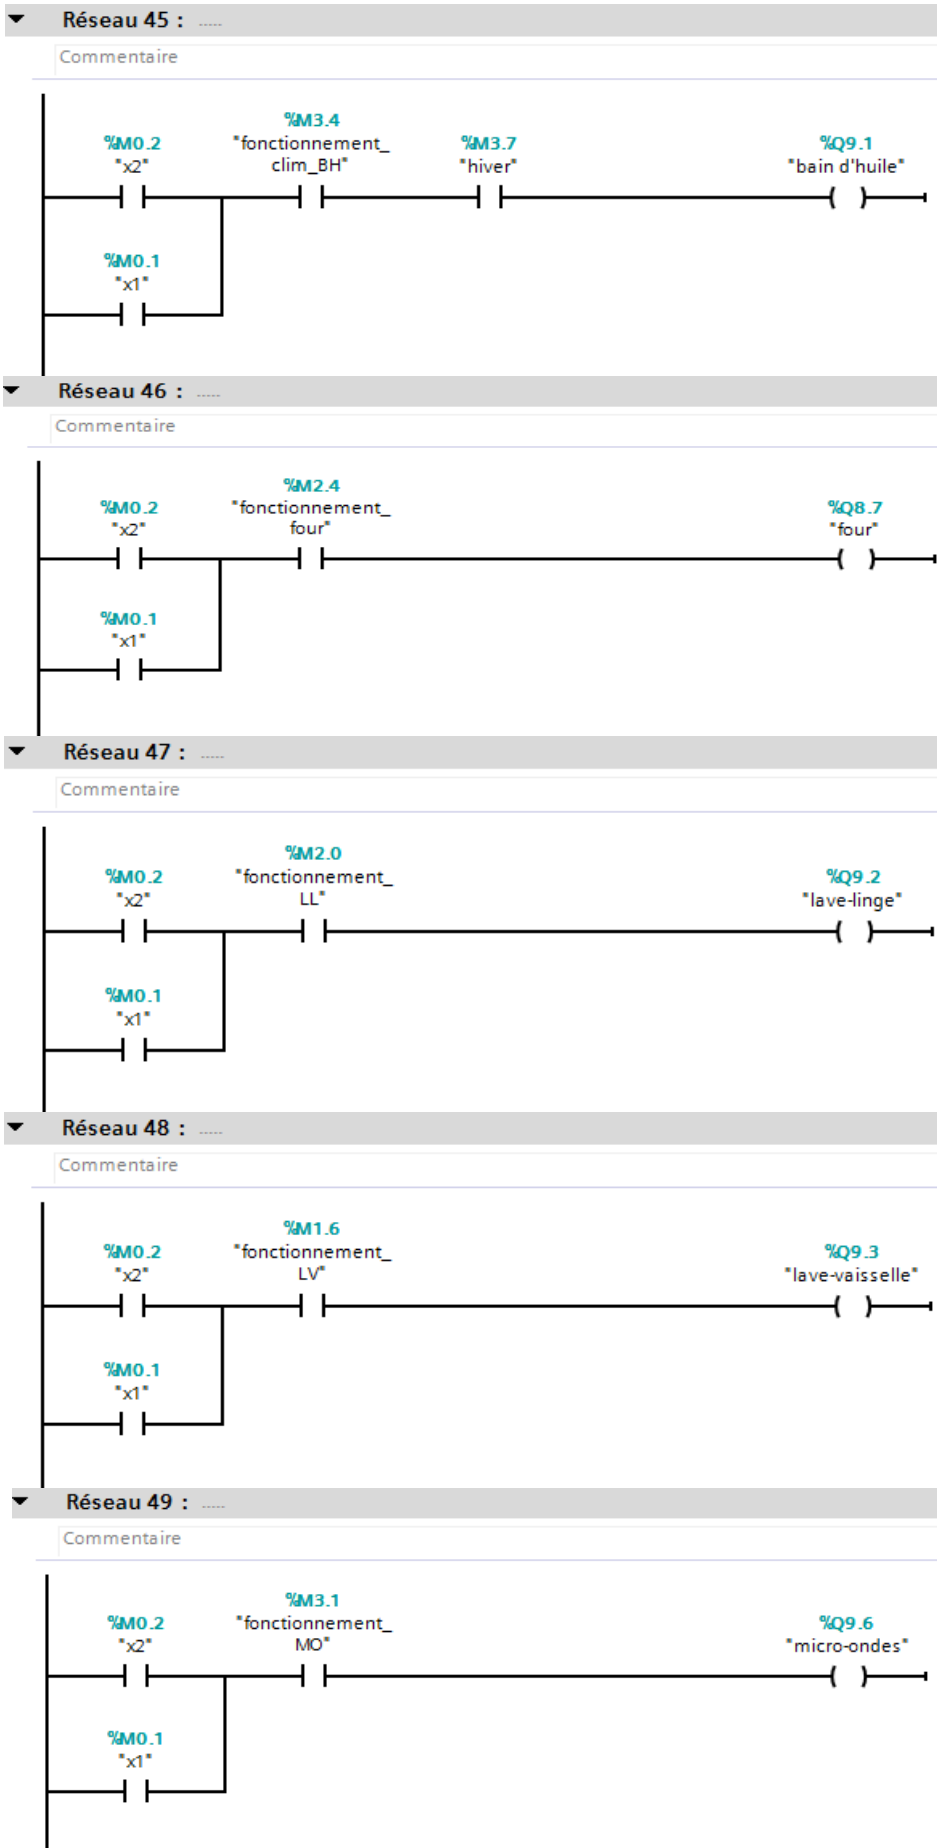 Réseau 45 : .....
Commentaire
%M3.4
%M0.2 "fonctionnement_ %M3.7 %Q9.1
"x2" clim_BH" "hiver" "bain d'huile"
%M0.1
"x1"
Réseau 46 : .....
Commentaire
%M2.4
%M0.2 "fonctionnement_ %Q8.7
"x2" four" "four"
%M0.1
"x1"
Réseau 47 : .....
Commentaire
%M2.0
%M0.2 "fonctionnement_ %Q9.2
"x2" LL" "lave-linge"
%M0.1
"x1"
Réseau 48 : .....
Commentaire
%M1.6
%M0.2 "fonctionnement_ %Q9.3
"x2" LV" "lave-vaisselle"
%M0.1
"x1"
Réseau 49 : .....
Commentaire
%M3.1
%M0.2 "fonctionnement_ %Q9.6
"x2" MO" "micro-ondes"
%M0.1
"x1"